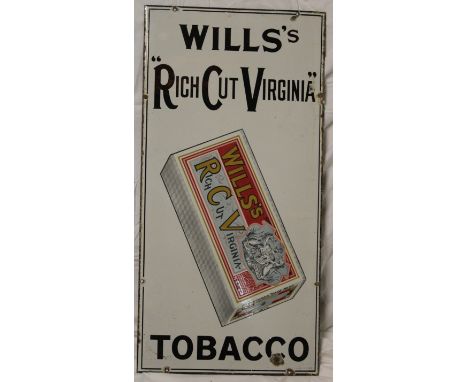 WILLS'S
"RICH CUT VIRGINIA"
WILLS'S
RICH CUT VIRGINIA
TOBACCO